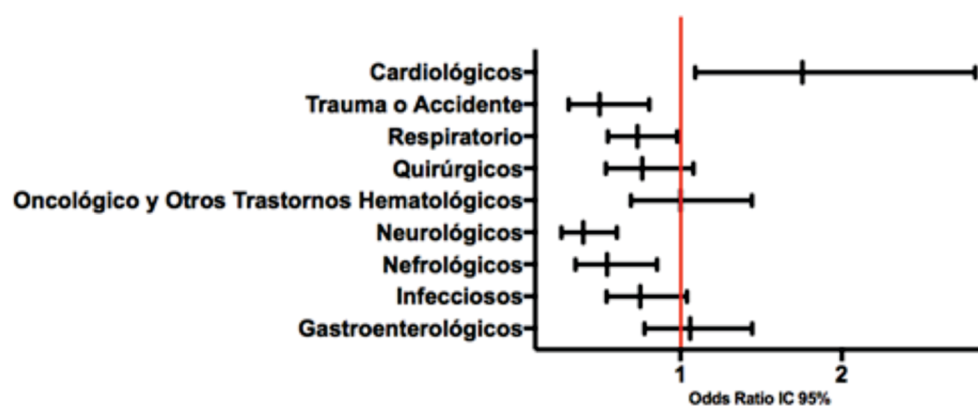 Cardiológicos
Trauma o Accidente
Respiratorio
Quirúrgicos
Oncológico y Otros Trastornos Hematológicos
Neurológicos
Nefrológicos
Infecciosos
Gastroenterológicos
1 2
Odds Ratio IC 95%